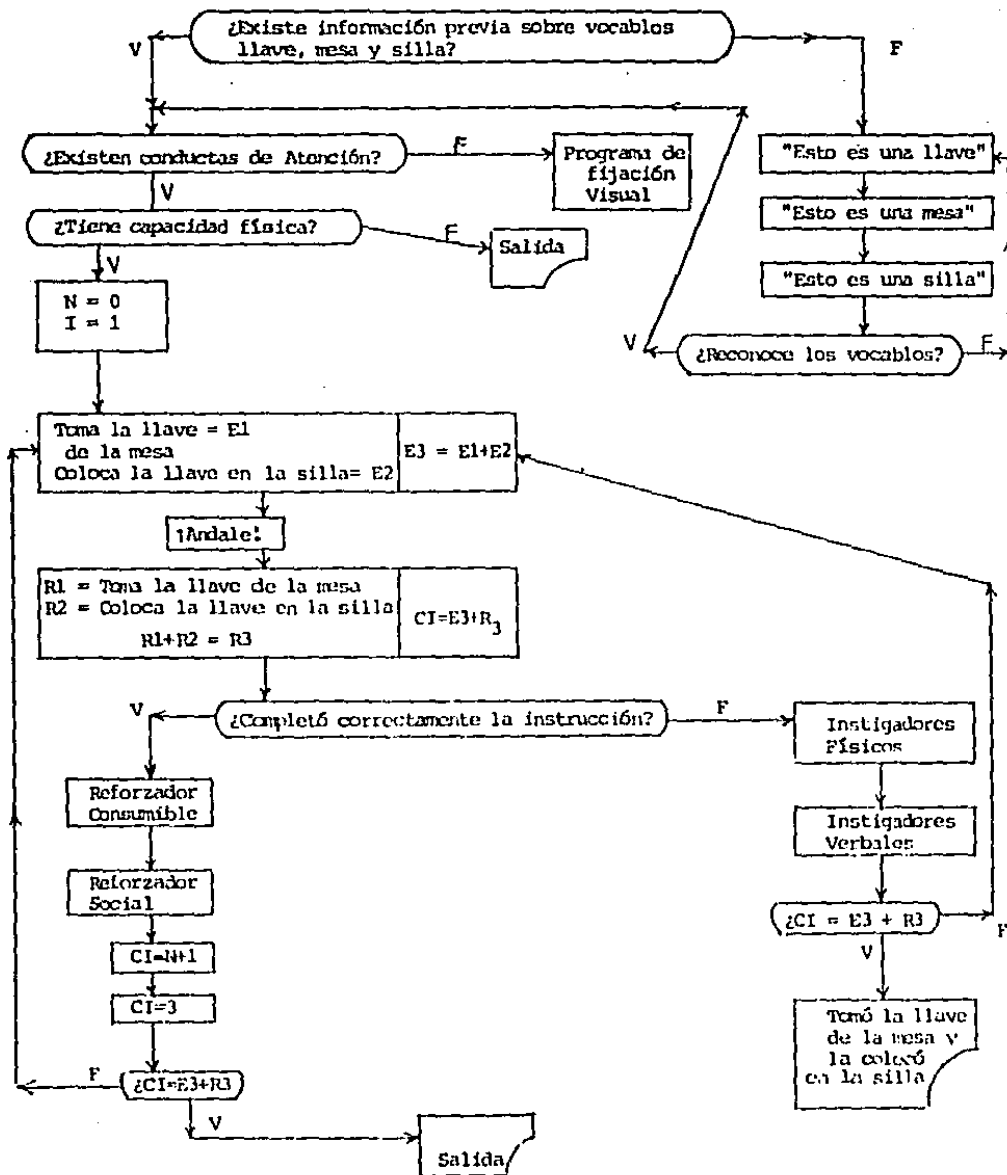 ¿Existe información previa sobre vocablos
llave, mesa y silla?
V
F
¿Existen conductas de Atención?
F
Programa de
fijación
Visual
"Esto es una llave"
V
¿Tiene capacidad física?
F
Salida
"Esto es una mesa"
"Esto es una silla"
V
N = 0
I = 1
V
¿Reconoce los vocablos?
F
Toma la llave = E1
de la mesa
Coloca la llave en la silla= E2
E3 = E1+E2
¡Andale!
R1 = Toma la llave de la mesa
R2 = Coloca la llave en la silla
R1+R2 = R3
CI=E3+R3
V
¿Completó correctamente la instrucción?
F
Instigadores
Físicos
Reforzador
Consumible
Instigadores
Verbales
Reforzador
Social
¿CI = E3 + R3
F
V
CI=N+1
CI=3
Tomó la llave
de la mesa y
la colocó
en la silla
F
¿CI=E3+R3
V
Salida